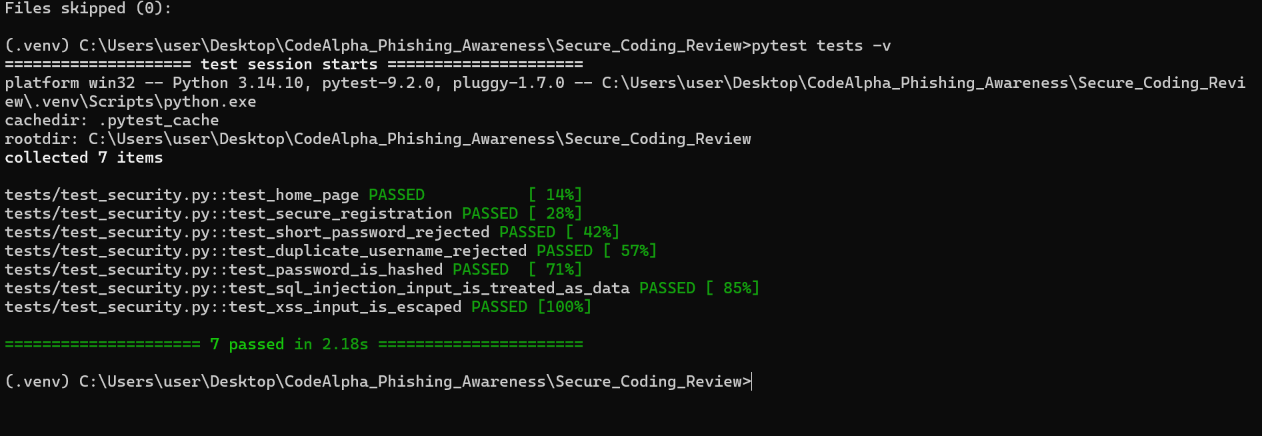 Files skipped (0):
(.venv) C:\Users\user\Desktop\CodeAlpha_Phishing_Awareness\Secure_Coding_Review>pytest tests -v
==================== test session starts =====================
platform win32 -- Python 3.14.10, pytest-9.2.0, pluggy-1.7.0 -- C:\Users\user\Desktop\CodeAlpha_Phishing_Awareness\Secure_Coding_Revi
ew\.venv\Scripts\python.exe
cachedir: .pytest_cache
rootdir: C:\Users\user\Desktop\CodeAlpha_Phishing_Awareness\Secure_Coding_Review
collected 7 items
tests/test_security.py::test_home_page PASSED           [ 14%]
tests/test_security.py::test_secure_registration PASSED [ 28%]
tests/test_security.py::test_short_password_rejected PASSED [ 42%]
tests/test_security.py::test_duplicate_username_rejected PASSED [ 57%]
tests/test_security.py::test_password_is_hashed PASSED  [ 71%]
tests/test_security.py::test_sql_injection_input_is_treated_as_data PASSED [ 85%]
tests/test_security.py::test_xss_input_is_escaped PASSED [100%]
===================== 7 passed in 2.18s ======================
(.venv) C:\Users\user\Desktop\CodeAlpha_Phishing_Awareness\Secure_Coding_Review>